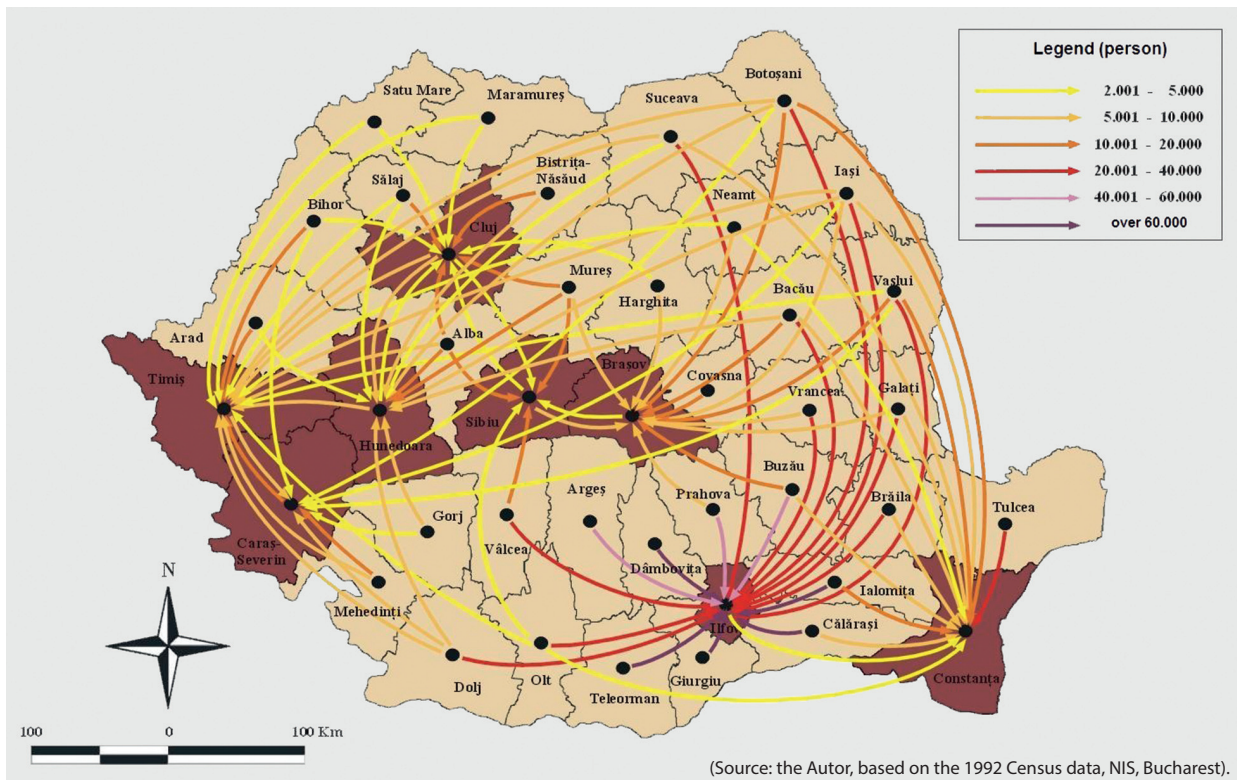 Legend (person)
2.001 - 5.000
5.001 - 10.000
10.001 - 20.000
20.001 - 40.000
40.001 - 60.000
over 60.000
Botoșani
Satu Mare
Maramureș
Suceava
Bistrița-
Năsăud
Iași
Sălaj
Neamt
Bihor
Cluj
Mureș
Vaslui
Harghita
Bacău
Arad
Alba
Brașov
Covasna
Timiș
Vrancea
Galați
Sibiu
Hunedoara
Buzău
Argeș
Prahova
Brăila
Tulcea
Gorj
Vâlcea
Caraș-
Severin
Dâmbovița
N
Ialomița
Mehedinți
Ilfov
Călărași
Dolj
Olt
Giurgiu
Teleorman
Constanța
100 0 100 Km
(Source: the Autor, based on the 1992 Census data, NIS, Bucharest).